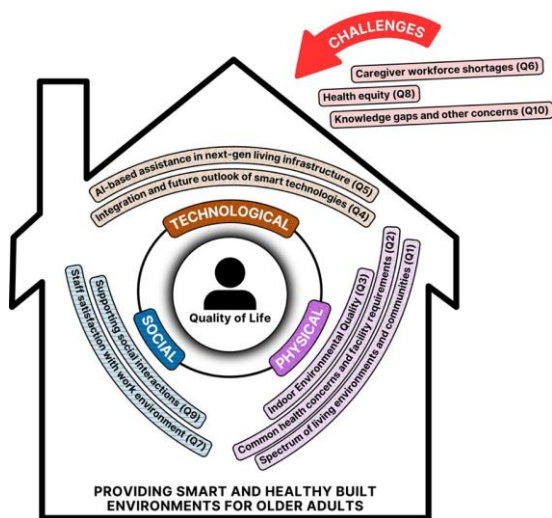 CHALLENGES
Caregiver workforce shortages (Q6)
Health equity (Q8)
Knowledge gaps and other concerns (Q10)
AI-based assistance in next-gen living infrastructure (Q5)
Integration and future outlook of smart technologies (Q4)
TECHNOLOGICAL
Quality of Life
SOCIAL
Supporting social interactions (Q9)
Staff satisfaction with work environment (Q7)
PHYSICAL
Indoor Environmental Quality (Q3)
Common health concerns and facility requirements (Q2)
Spectrum of living environments and communities (Q1)
PROVIDING SMART AND HEALTHY BUILT
ENVIRONMENTS FOR OLDER ADULTS